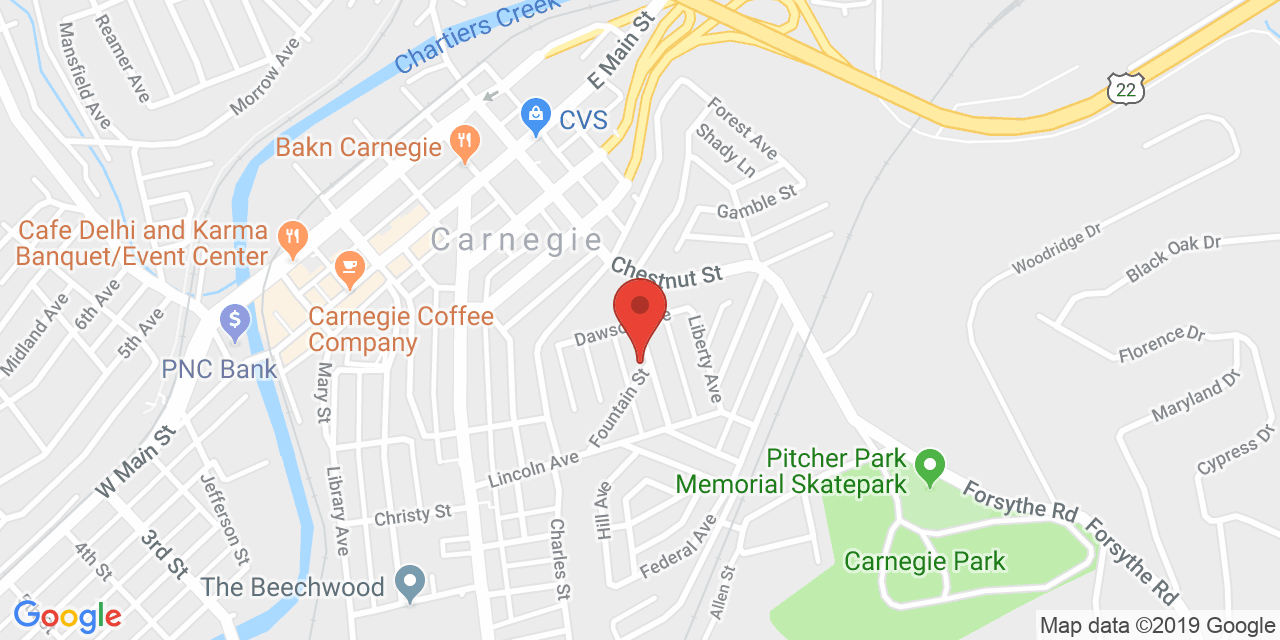 Chartiers Creek
Reamer Ave
Mansfield Ave
Morrow Ave
E Main St
22
CVS
Bakn Carnegie
Forest Ave
Shady Ln
Gamble St
Cafe Delhi and Karma
Banquet/Event Center
Carnegie
Woodridge Dr
Black Oak Dr
Chestnut St
Midland Ave
6th Ave
5th Ave
Carnegie Coffee
Company
Liberty Ave
Florence Dr
PNC Bank
$
Mary St
Fountain St
Maryland Dr
Cypress Dr
W Main St
Lincoln Ave
Pitcher Park
Memorial Skatepark
Jefferson St
Library Ave
Christy St
Hill Ave
Charles St
Federal Ave
Forsythe Rd
Forsythe Rd
3rd St
4th St
Carnegie Park
The Beechwood
Allen St
Google
Map data ©2019 Google